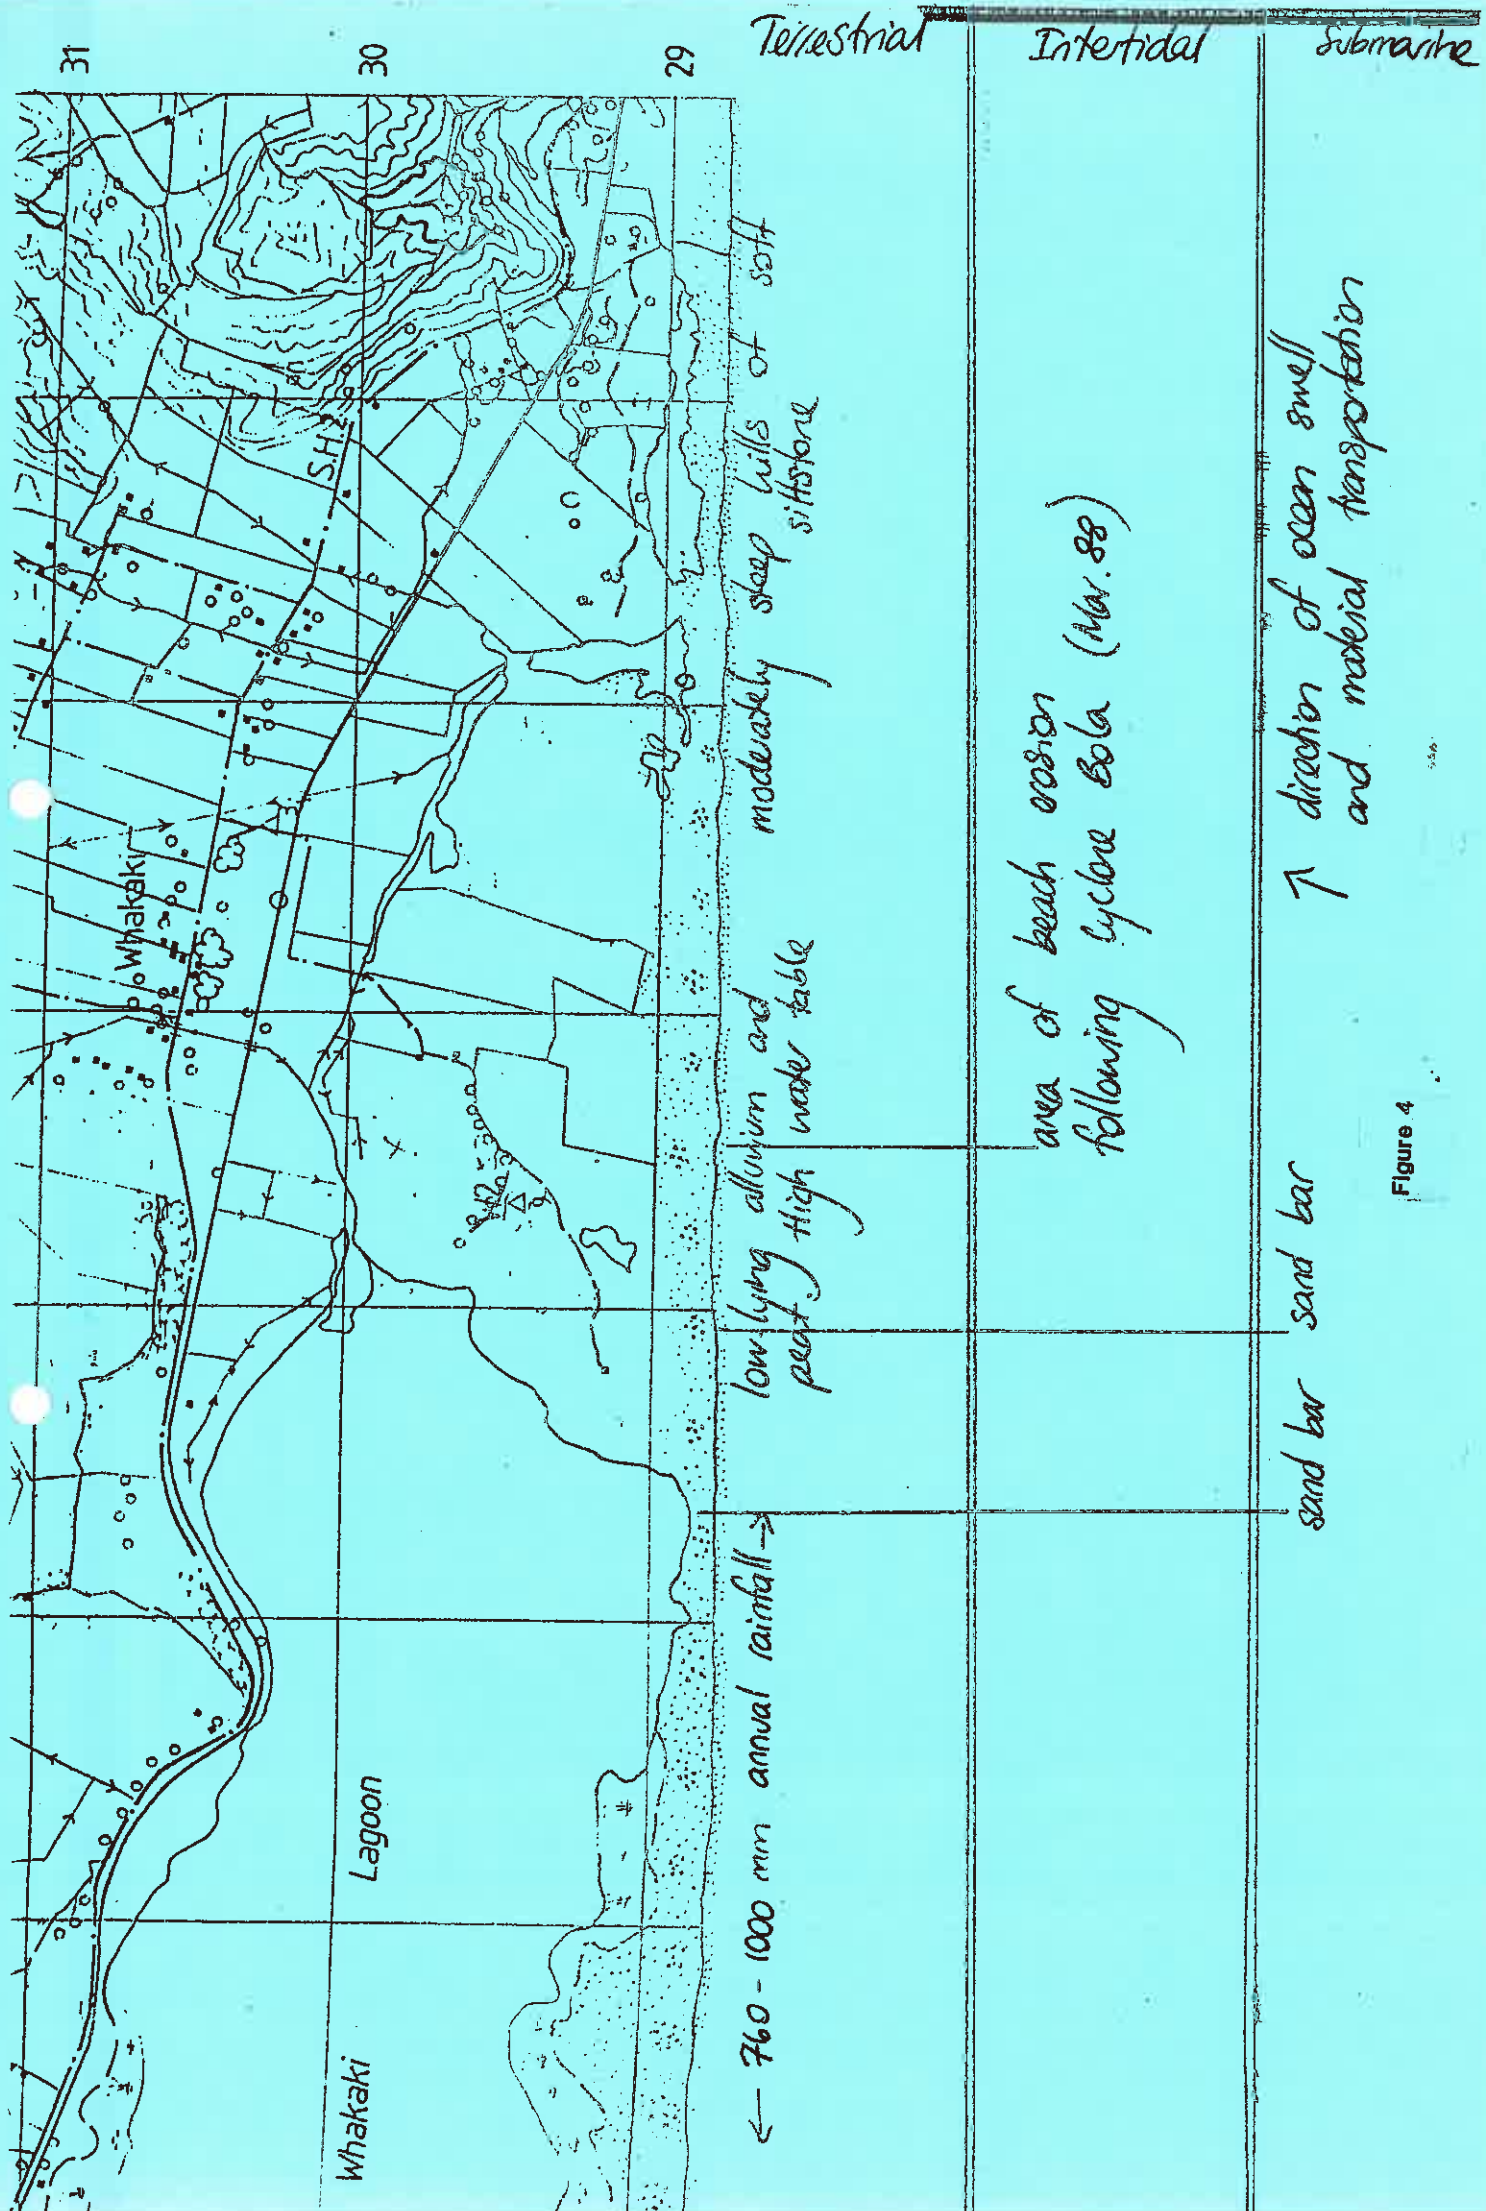 31
30
29
S.H.2
Whakaki
Whakaki Lagoon
Terrestrial
← 760 - 1000 mm annual rainfall →
low-lying alluvium and
peat. High water table
moderately steep hills of soft
siltstone
Intertidal
area of beach erosion
following Cyclone Bola (Mar. 88)
Submarine
sand bar
sand bar
↑ direction of ocean swell
and material transportation
Figure 4